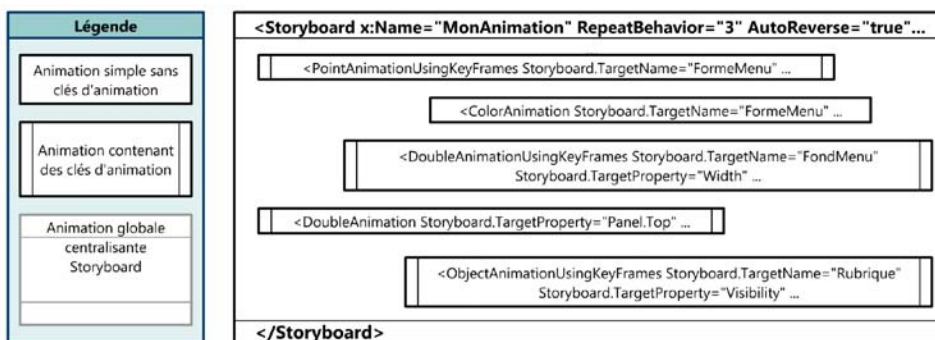 Légende
Animation simple sans
clés d'animation
Animation contenant
des clés d'animation
Animation globale
centralisante
Storyboard
<Storyboard x:Name="MonAnimation" RepeatBehavior="3" AutoReverse="true"...
<PointAnimationUsingKeyFrames Storyboard.TargetName="FormeMenu" ...
<ColorAnimation Storyboard.TargetName="FormeMenu" ...
<DoubleAnimationUsingKeyFrames Storyboard.TargetName="FondMenu"
Storyboard.TargetProperty="Width" ...
<DoubleAnimation Storyboard.TargetProperty="Panel.Top" ...
<ObjectAnimationUsingKeyFrames Storyboard.TargetName="Rubrique"
Storyboard.TargetProperty="Visibility" ...
</Storyboard>